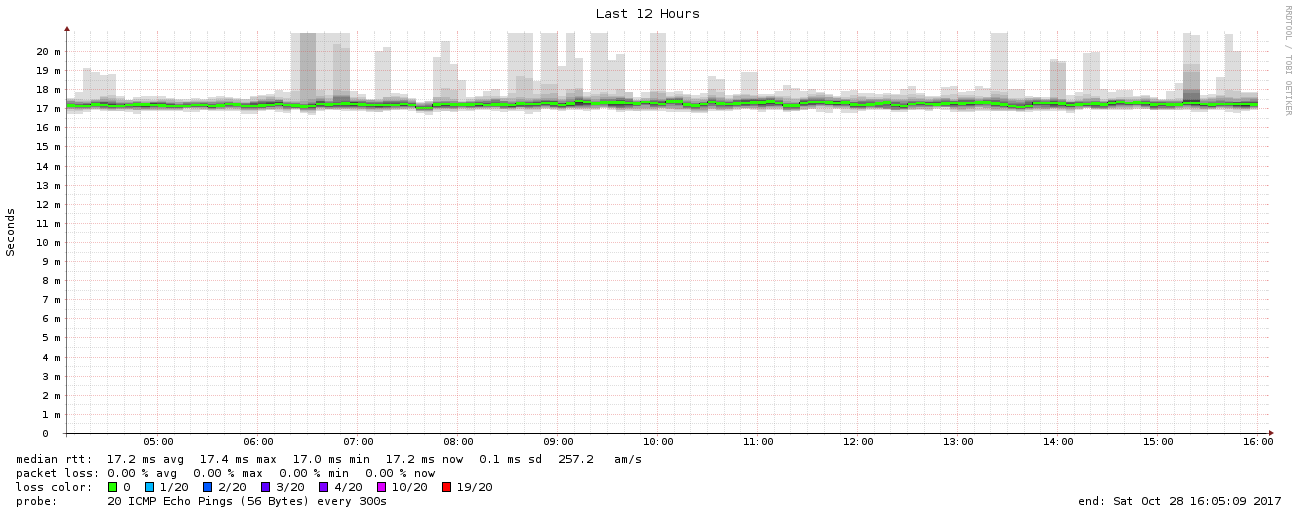 Last 12 Hours
RRDTOOL / TOBI OETIKER
Seconds
20 m
19 m
18 m
17 m
16 m
15 m
14 m
13 m
12 m
11 m
10 m
9 m
8 m
7 m
6 m
5 m
4 m
3 m
2 m
1 m
0
05:00 06:00 07:00 08:00 09:00 10:00 11:00 12:00 13:00 14:00 15:00 16:00
median rtt: 17.2 ms avg 17.4 ms max 17.0 ms min 17.2 ms now 0.1 ms sd 257.2 am/s
packet loss: 0.00 % avg 0.00 % max 0.00 % min 0.00 % now
loss color: 0 1/20 2/20 3/20 4/20 10/20 19/20
probe: 20 ICMP Echo Pings (56 Bytes) every 300s end: Sat Oct 28 16:05:09 2017